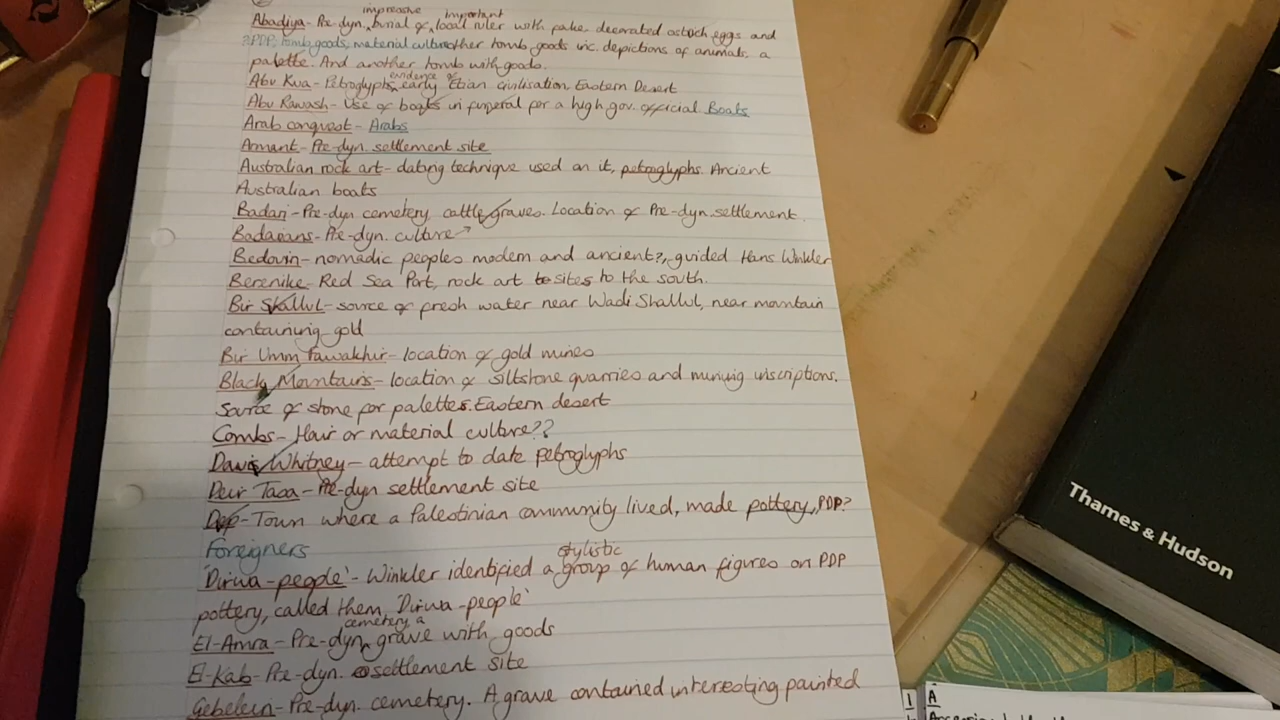 impressive important
Abadiya- Pre-dyn. burial of local ruler with fake decorated ostrich eggs and
?PDP, tomb goods, material culture other tomb goods inc. depictions of animals, a
palette. And another tomb with goods.
evidence of
Abu Kua- Petroglyphs, early Etian civilisation, Eastern Desert
Abu Rawash- Use of boats in funeral for a high gov. official Boats
Arab conquest- Arabs
Armant- Pre-dyn. settlement site
Australian rock art- dating technique used on it, petroglyphs. Ancient
Australian boats
Badari-Pre-dyn. cemetery, cattle graves. Location of Pre-dyn. settlement.
Badarians- Pre-dyn. culture
Bedouin- nomadic peoples modern and ancient?, guided Hans Winkler
Berenike- Red Sea Port, rock art sites to the south.
Bir Shallul- source of fresh water near Wadi Shallul, near mountain
containing gold
Bir Umm Fawakhir- location of gold mines
Black Mountains- location of siltstone quarries and mining inscriptions.
Source of stone for palettes. Eastern desert
Combs- Hair or material culture??
David Whitney- attempt to date petroglyphs
Deir Tasa- Pre-dyn settlement site
Dep-Town where a Palestinian community lived, made pottery, PDP?
Foreigners
stylistic
'Dirwa-people'- Winkler identified a group of human figures on PDP
pottery, called them 'Dirwa-people'
cemetery a
El-Amra- Pre-dyn. grave with goods
El-Kab- Pre-dyn. settlement site
Gebelein- Pre-dyn. cemetery. A grave contained interesting painted
Thames & Hudson
1 A